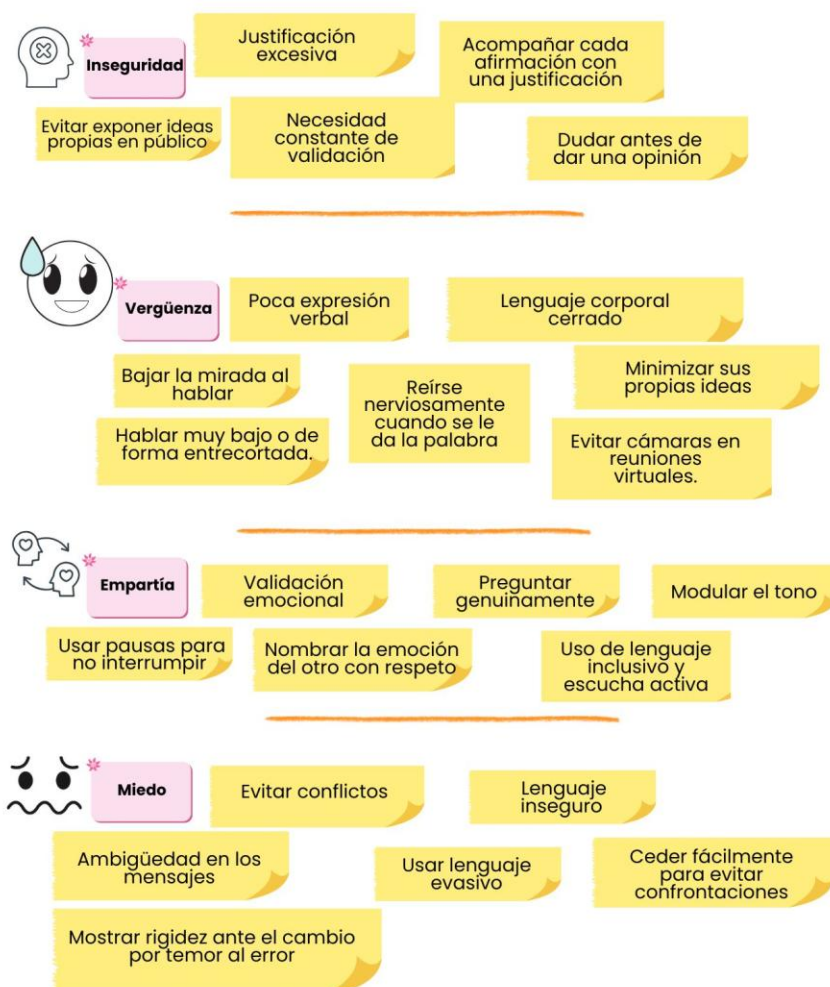 Inseguridad
Justificación
excesiva
Acompañar cada
afirmación con
una justificación
Evitar exponer ideas
propias en público
Necesidad
constante de
validación
Dudar antes de
dar una opinión
Vergüenza
Poca expresión
verbal
Lenguaje corporal
cerrado
Bajar la mirada al
hablar
Reírse
nerviosamente
cuando se le
da la palabra
Minimizar sus
propias ideas
Hablar muy bajo o de
forma entrecortada.
Evitar cámaras en
reuniones
virtuales.
Empartía
Validación
emocional
Preguntar
genuinamente
Modular el tono
Usar pausas para
no interrumpir
Nombrar la emoción
del otro con respeto
Uso de lenguaje
inclusivo y
escucha activa
Miedo
Evitar conflictos
Lenguaje
inseguro
Ambigüedad en los
mensajes
Usar lenguaje
evasivo
Ceder fácilmente
para evitar
confrontaciones
Mostrar rigidez ante el cambio
por temor al error